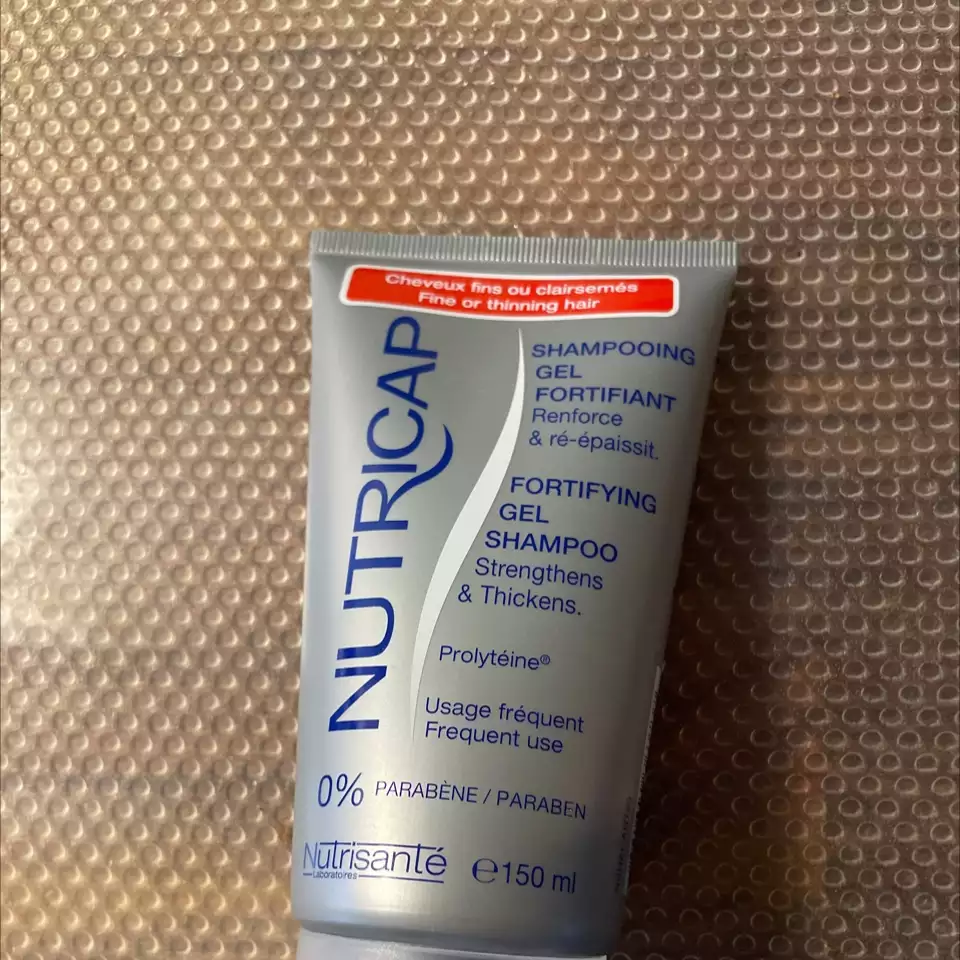 Cheveux fins ou clairsemés
Fine or thinning hair
NUTRICAP
SHAMPOOING
GEL
FORTIFIANT
Renforce
& ré-épaissit.
FORTIFYING
GEL
SHAMPOO
Strengthens
& Thickens.
Prolytéine®
Usage fréquent
Frequent use
0% PARABÈNE / PARABEN
Nutrisanté
Laboratoires
℮150 ml